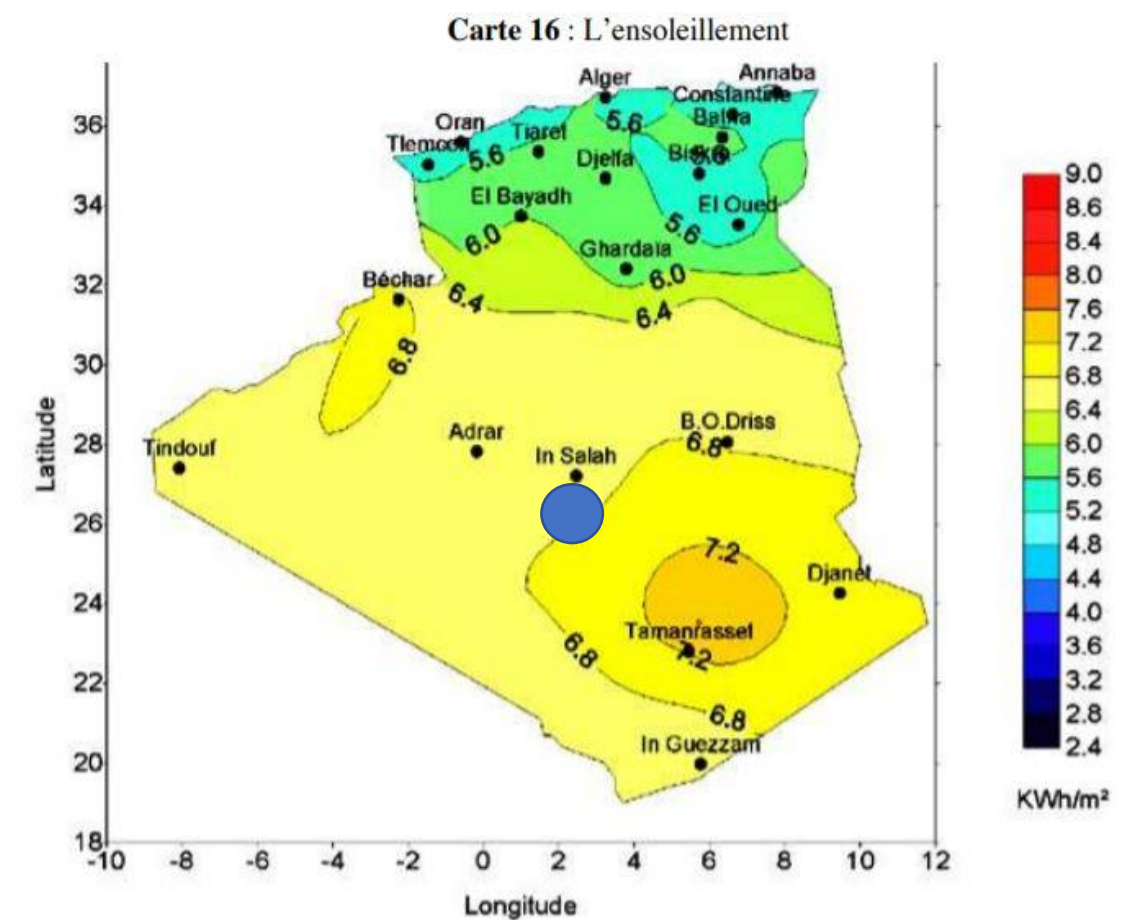 Carte 16 : L'ensoleillement
Annaba
Alger
Constantine
Batna
Oran
5.6
Tiaret
Tlemcen
5.6
Djelfa
Biskra
El Bayadh
El Oued
5.6
6.0
Ghardaïa
6.0
Béchar
6.4
6.4
6.8
B.O.Driss
6.8
Adrar
Tindouf
In Salah
7.2
Djanet
Tamanrasset
7.2
6.8
6.8
In Guezzam
Latitude
36
34
32
30
28
26
24
22
20
18
-10 -8 -6 -4 -2 0 2 4 6 8 10 12
Longitude
9.0
8.6
8.4
8.0
7.6
7.2
6.8
6.4
6.0
5.6
5.2
4.8
4.4
4.0
3.6
3.2
2.8
2.4
KWh/m²